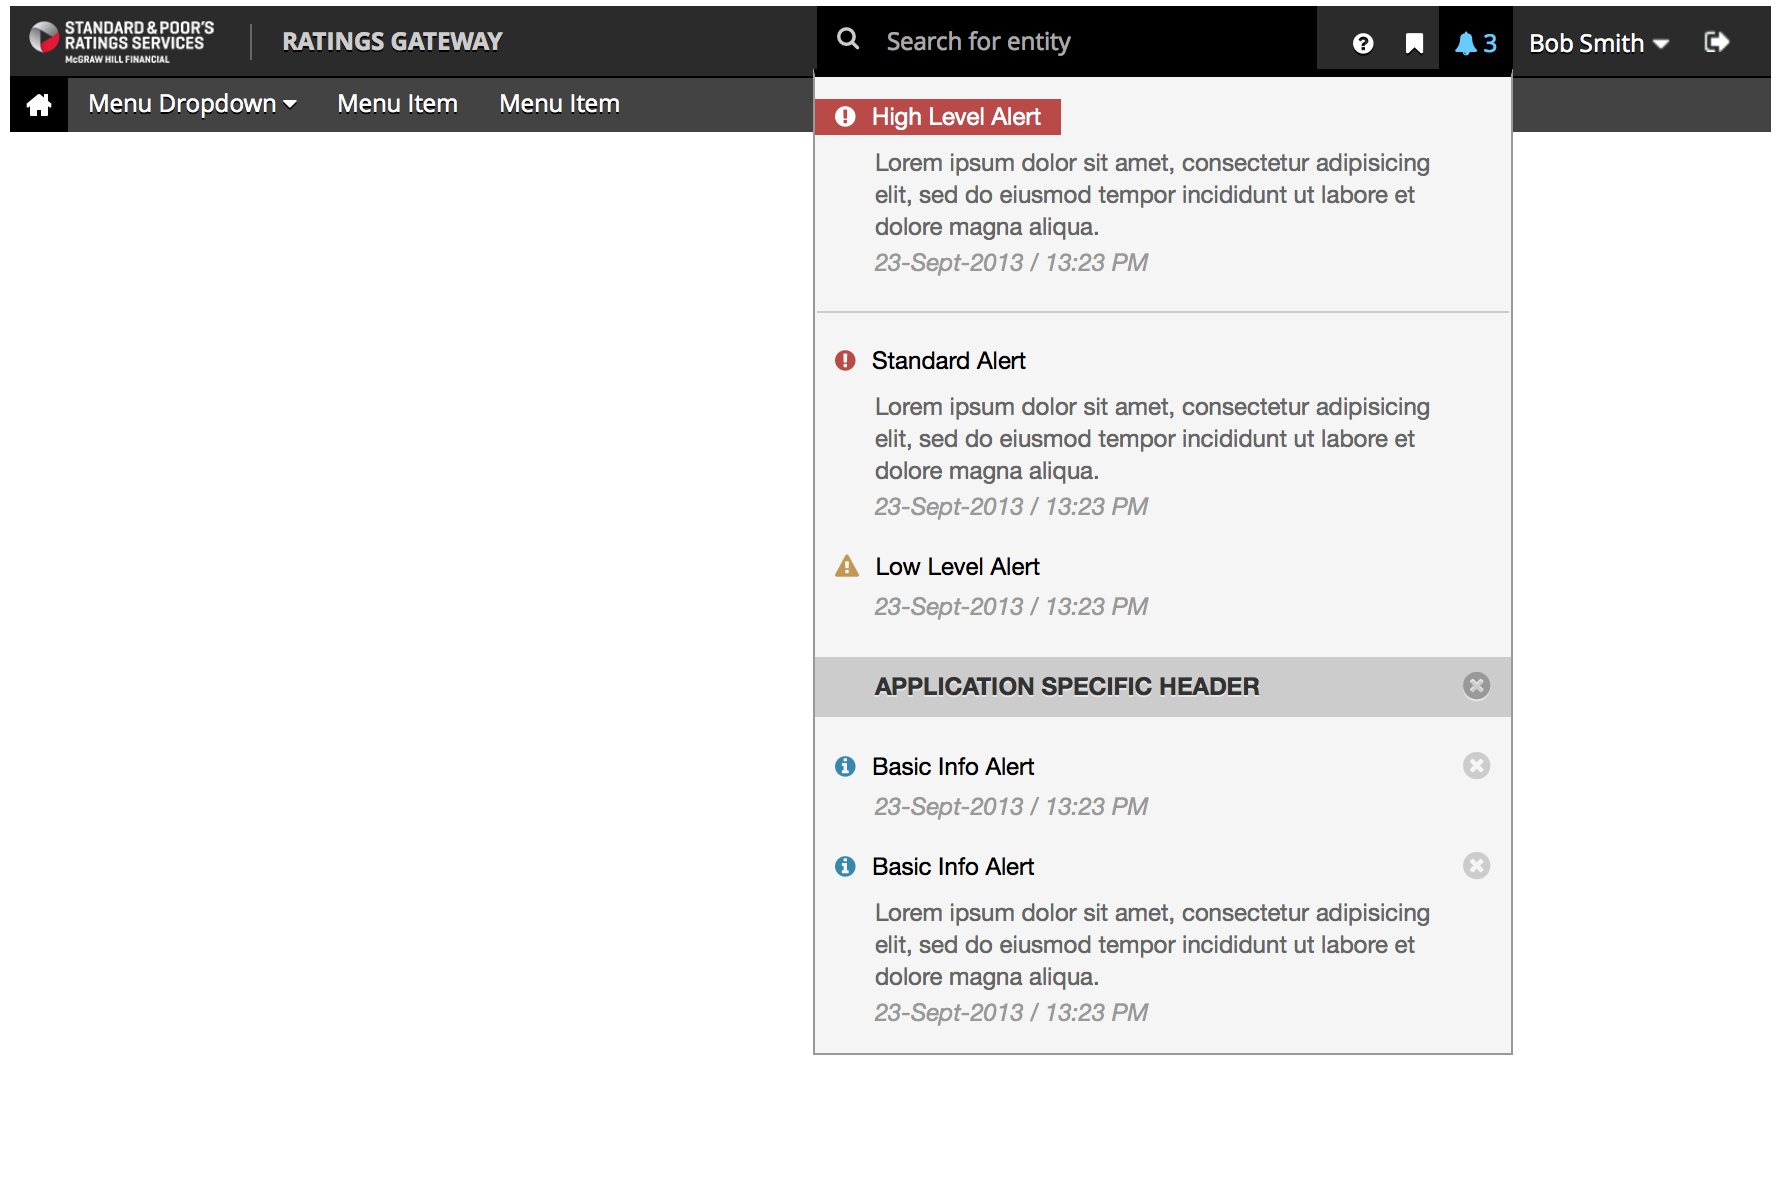 STANDARD & POOR'S
RATINGS SERVICES
McGRAW HILL FINANCIAL
RATINGS GATEWAY
Search for entity
3
Bob Smith
Menu Dropdown
Menu Item
Menu Item
High Level Alert
Lorem ipsum dolor sit amet, consectetur adipisicing
elit, sed do eiusmod tempor incididunt ut labore et
dolore magna aliqua.
23-Sept-2013 / 13:23 PM
Standard Alert
Lorem ipsum dolor sit amet, consectetur adipisicing
elit, sed do eiusmod tempor incididunt ut labore et
dolore magna aliqua.
23-Sept-2013 / 13:23 PM
Low Level Alert
23-Sept-2013 / 13:23 PM
APPLICATION SPECIFIC HEADER
Basic Info Alert
23-Sept-2013 / 13:23 PM
Basic Info Alert
Lorem ipsum dolor sit amet, consectetur adipisicing
elit, sed do eiusmod tempor incididunt ut labore et
dolore magna aliqua.
23-Sept-2013 / 13:23 PM